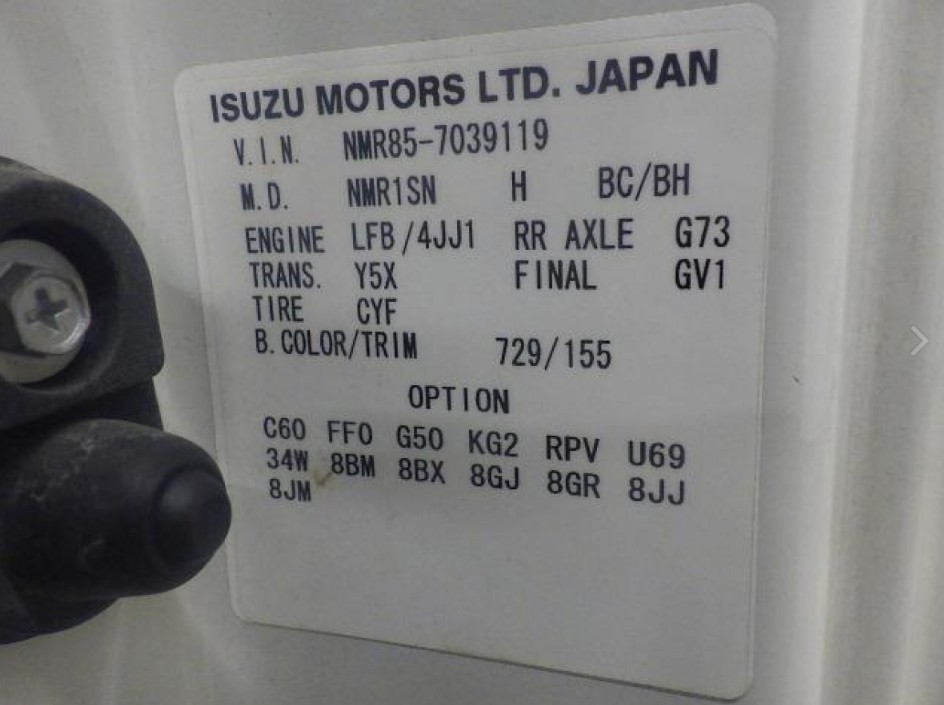 ISUZU MOTORS LTD. JAPAN
V.I.N. NMR85-7039119
M.D. NMR1SN H BC/BH
ENGINE LFB/4JJ1 RR AXLE G73
TRANS. Y5X FINAL GV1
TIRE CYF
B.COLOR/TRIM 729/155
OPTION
C60 FF0 G50 KG2 RPV U69
34W 8BM 8BX 8GJ 8GR 8JJ
8JM